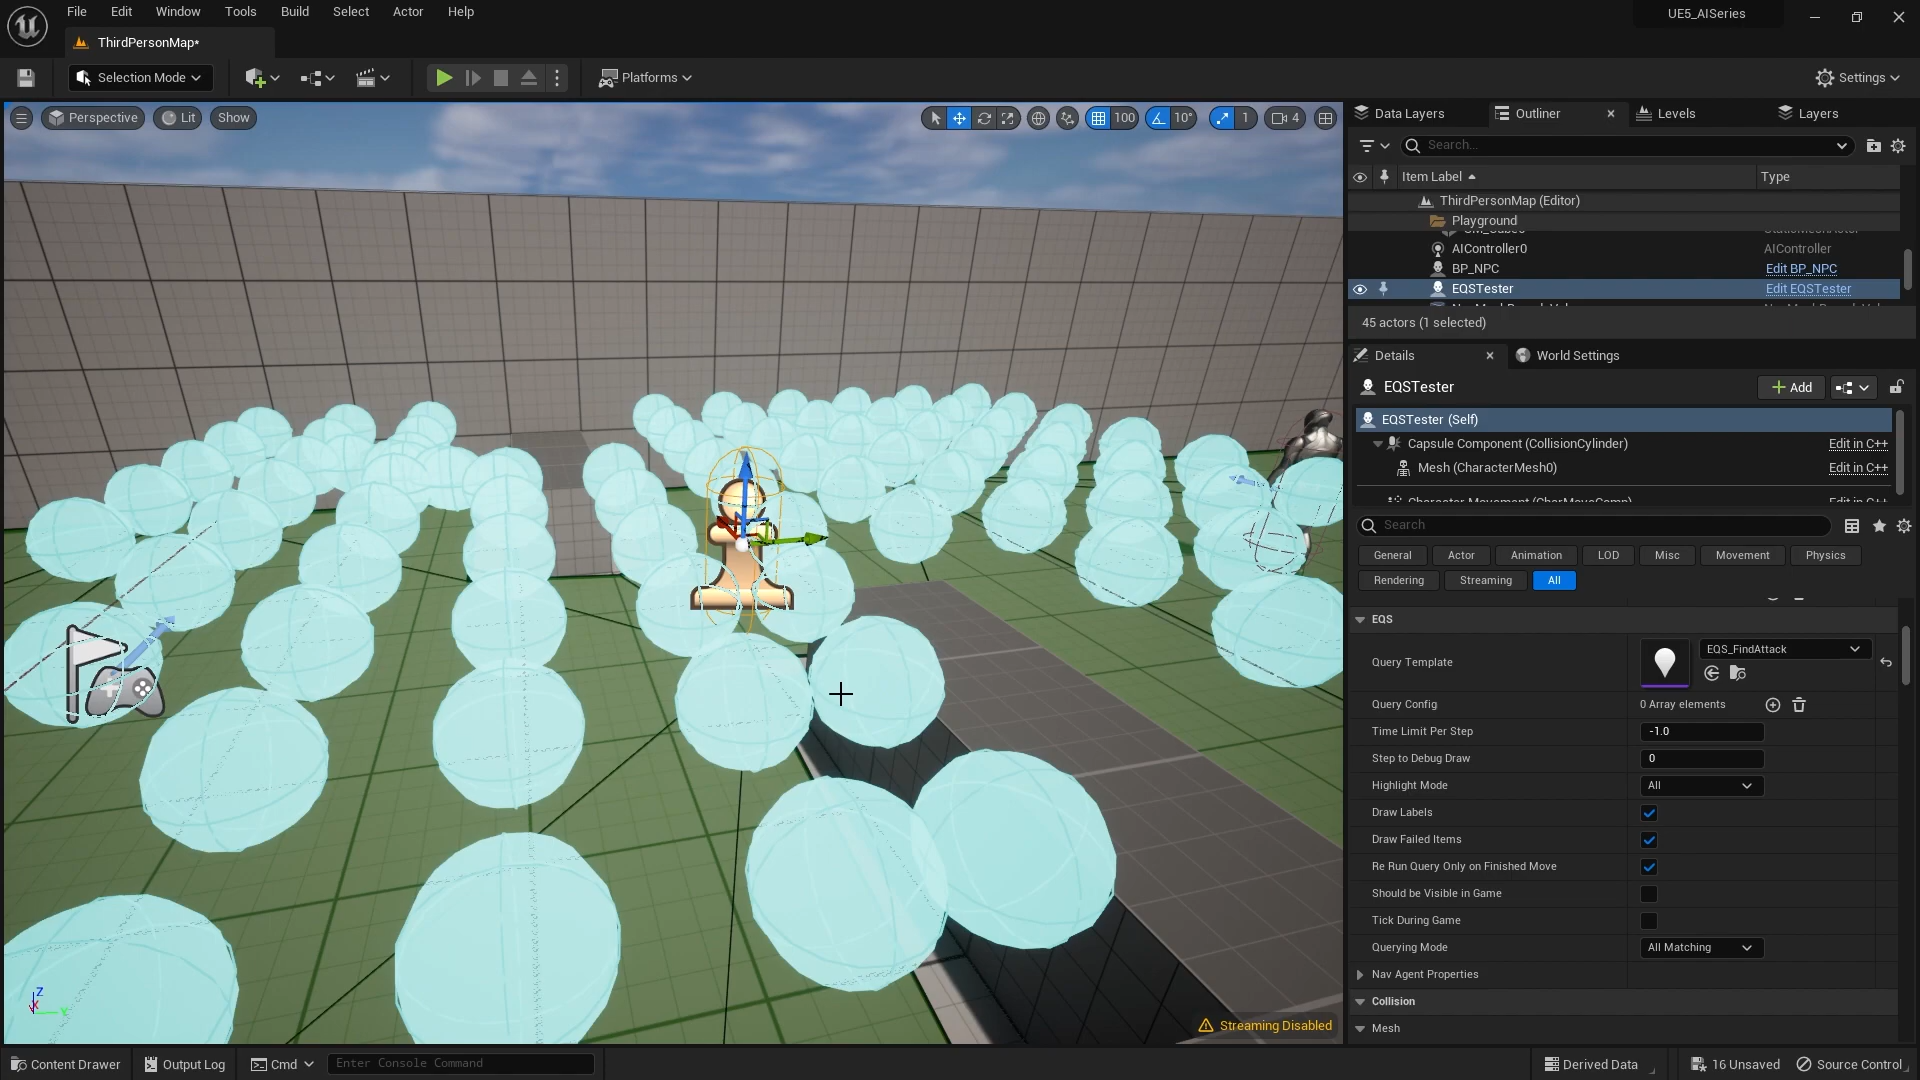 File Edit Window Tools Build Select Actor Help
UE5_AISeries
ThirdPersonMap*
Selection Mode
Platforms
Settings
Perspective Lit Show
100 10° 1 4
Data Layers Outliner Levels Layers
Search...
Item Label Type
ThirdPersonMap (Editor)
Playground
AIController0 AIController
BP_NPC Edit BP_NPC
EQSTester Edit EQSTester
45 actors (1 selected)
Details World Settings
EQSTester
Add
EQSTester (Self)
Capsule Component (CollisionCylinder) Edit in C++
Mesh (CharacterMesh0) Edit in C++
Character Movement (CharMoveComp) Edit in C++
Search
General Actor Animation LOD Misc Movement Physics
Rendering Streaming All
EQS
Query Template EQS_FindAttack
Query Config 0 Array elements
Time Limit Per Step -1.0
Step to Debug Draw 0
Highlight Mode All
Draw Labels
Draw Failed Items
Re Run Query Only on Finished Move
Should be Visible in Game
Tick During Game
Querying Mode All Matching
Nav Agent Properties
Collision
Mesh
Z
X
Y
Streaming Disabled
Content Drawer Output Log Cmd Enter Console Command
Derived Data 16 Unsaved Source Control